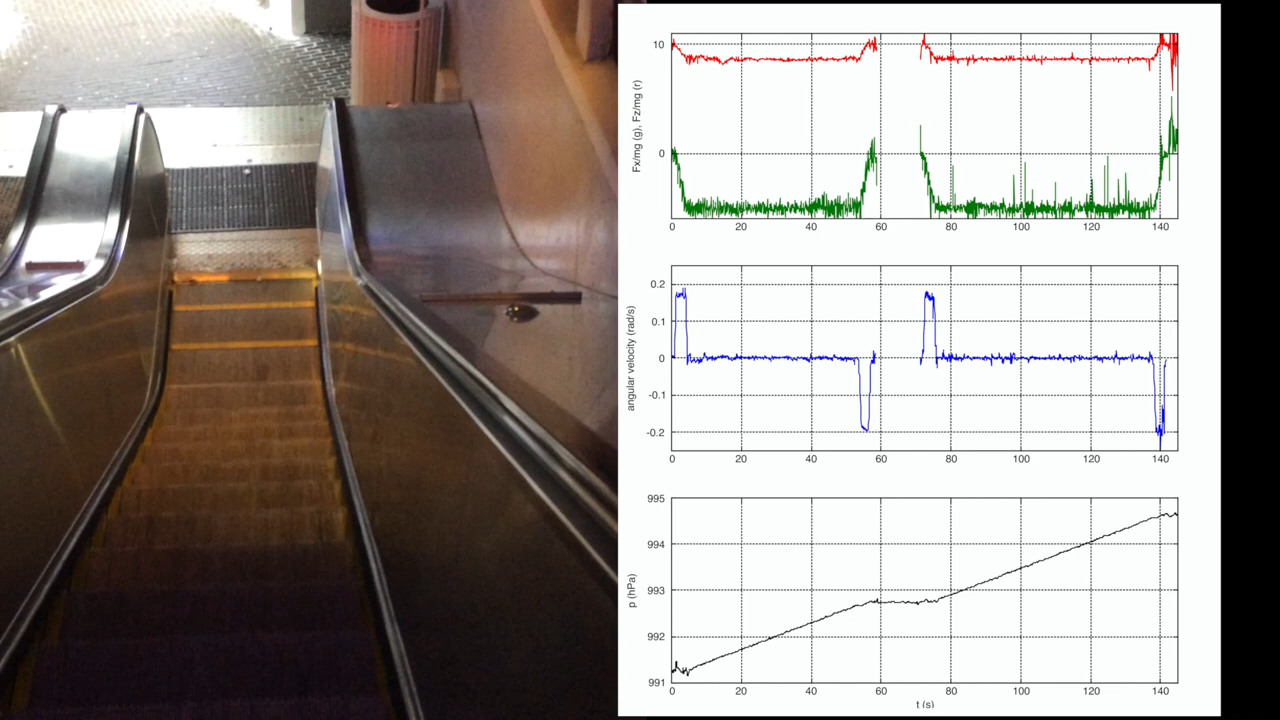 10
0
Fx/mg (g), Fz/mg (r)
0 20 40 60 80 100 120 140
0.2
0.1
0
-0.1
-0.2
angular velocity (rad/s)
0 20 40 60 80 100 120 140
995
994
993
992
991
p (hPa)
0 20 40 60 80 100 120 140
t (s)